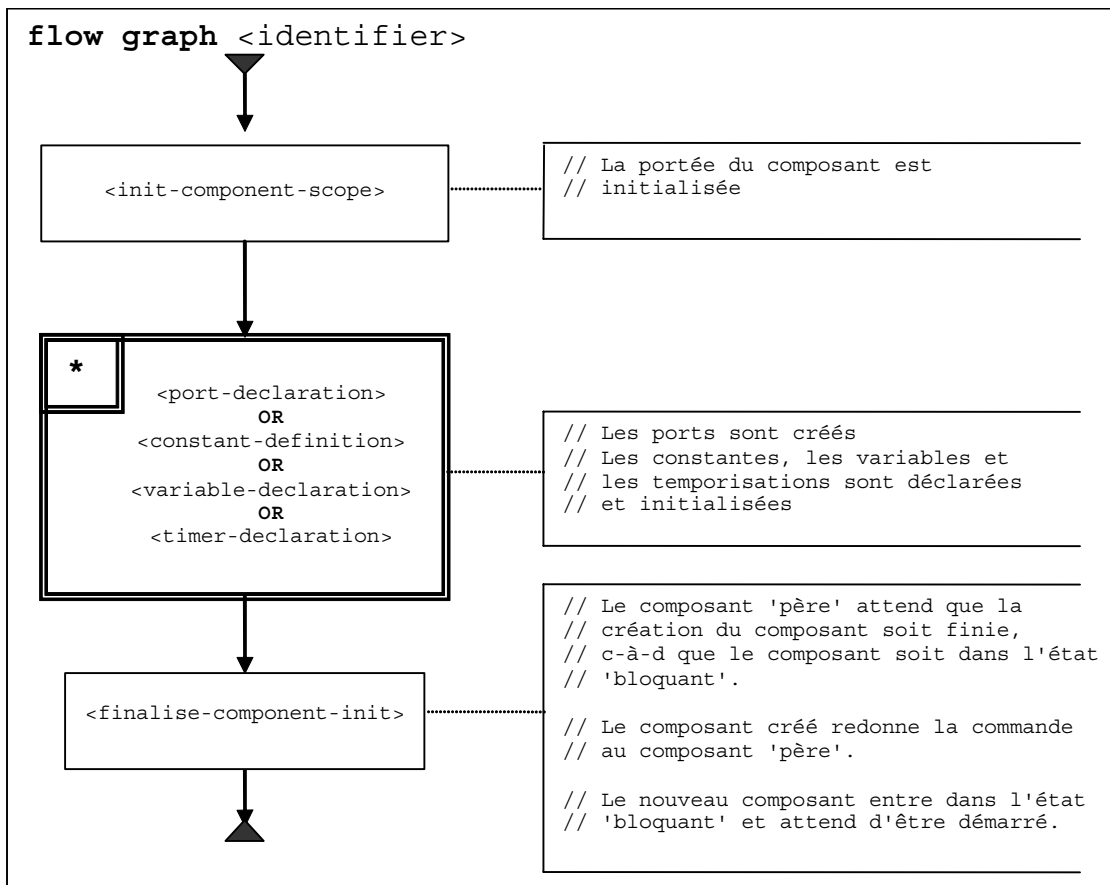 flow graph <identifier>
<init-component-scope>
// La portée du composant est
// initialisée
*
<port-declaration>
OR
<constant-definition>
OR
<variable-declaration>
OR
<timer-declaration>
// Les ports sont créés
// Les constantes, les variables et
// les temporisations sont déclarées
// et initialisées
<finalise-component-init>
// Le composant 'père' attend que la
// création du composant soit finie,
// c-à-d que le composant soit dans l'état
// 'bloquant'.
// Le composant créé redonne la commande
// au composant 'père'.
// Le nouveau composant entre dans l'état
// 'bloquant' et attend d'être démarré.